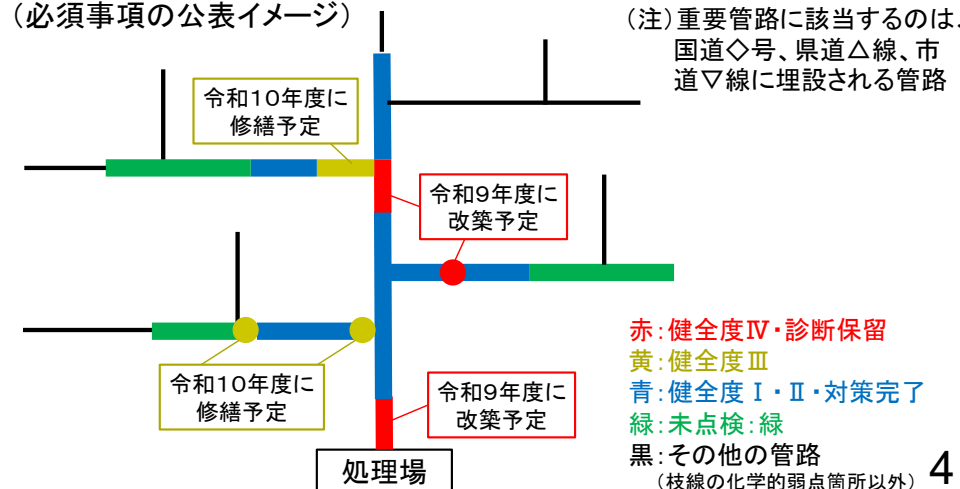 （必須事項の公表イメージ）
（注）重要管路に該当するのは、
国道◇号、県道△線、市
道▽線に埋設される管路
令和１０年度に
修繕予定
令和9年度に
改築予定
令和１０年度に
修繕予定
令和9年度に
改築予定
処理場
赤：健全度Ⅳ・診断保留
黄：健全度Ⅲ
青：健全度Ⅰ・Ⅱ・対策完了
緑：未点検：緑
黒：その他の管路
（枝線の化学的弱点箇所以外）
4